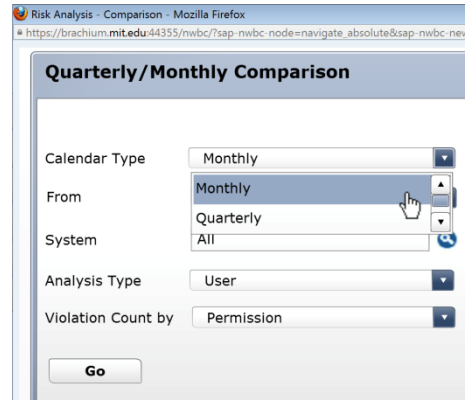 Risk Analysis - Comparison - Mozilla Firefox
https://brachium.mit.edu:44355/nwbc/?sap-nwbc-node=navigate_absolute&sap-nwbc-nev
Quarterly/Monthly Comparison
Calendar Type Monthly
Monthly
From
Quarterly
System All
Analysis Type User
Violation Count by Permission
Go